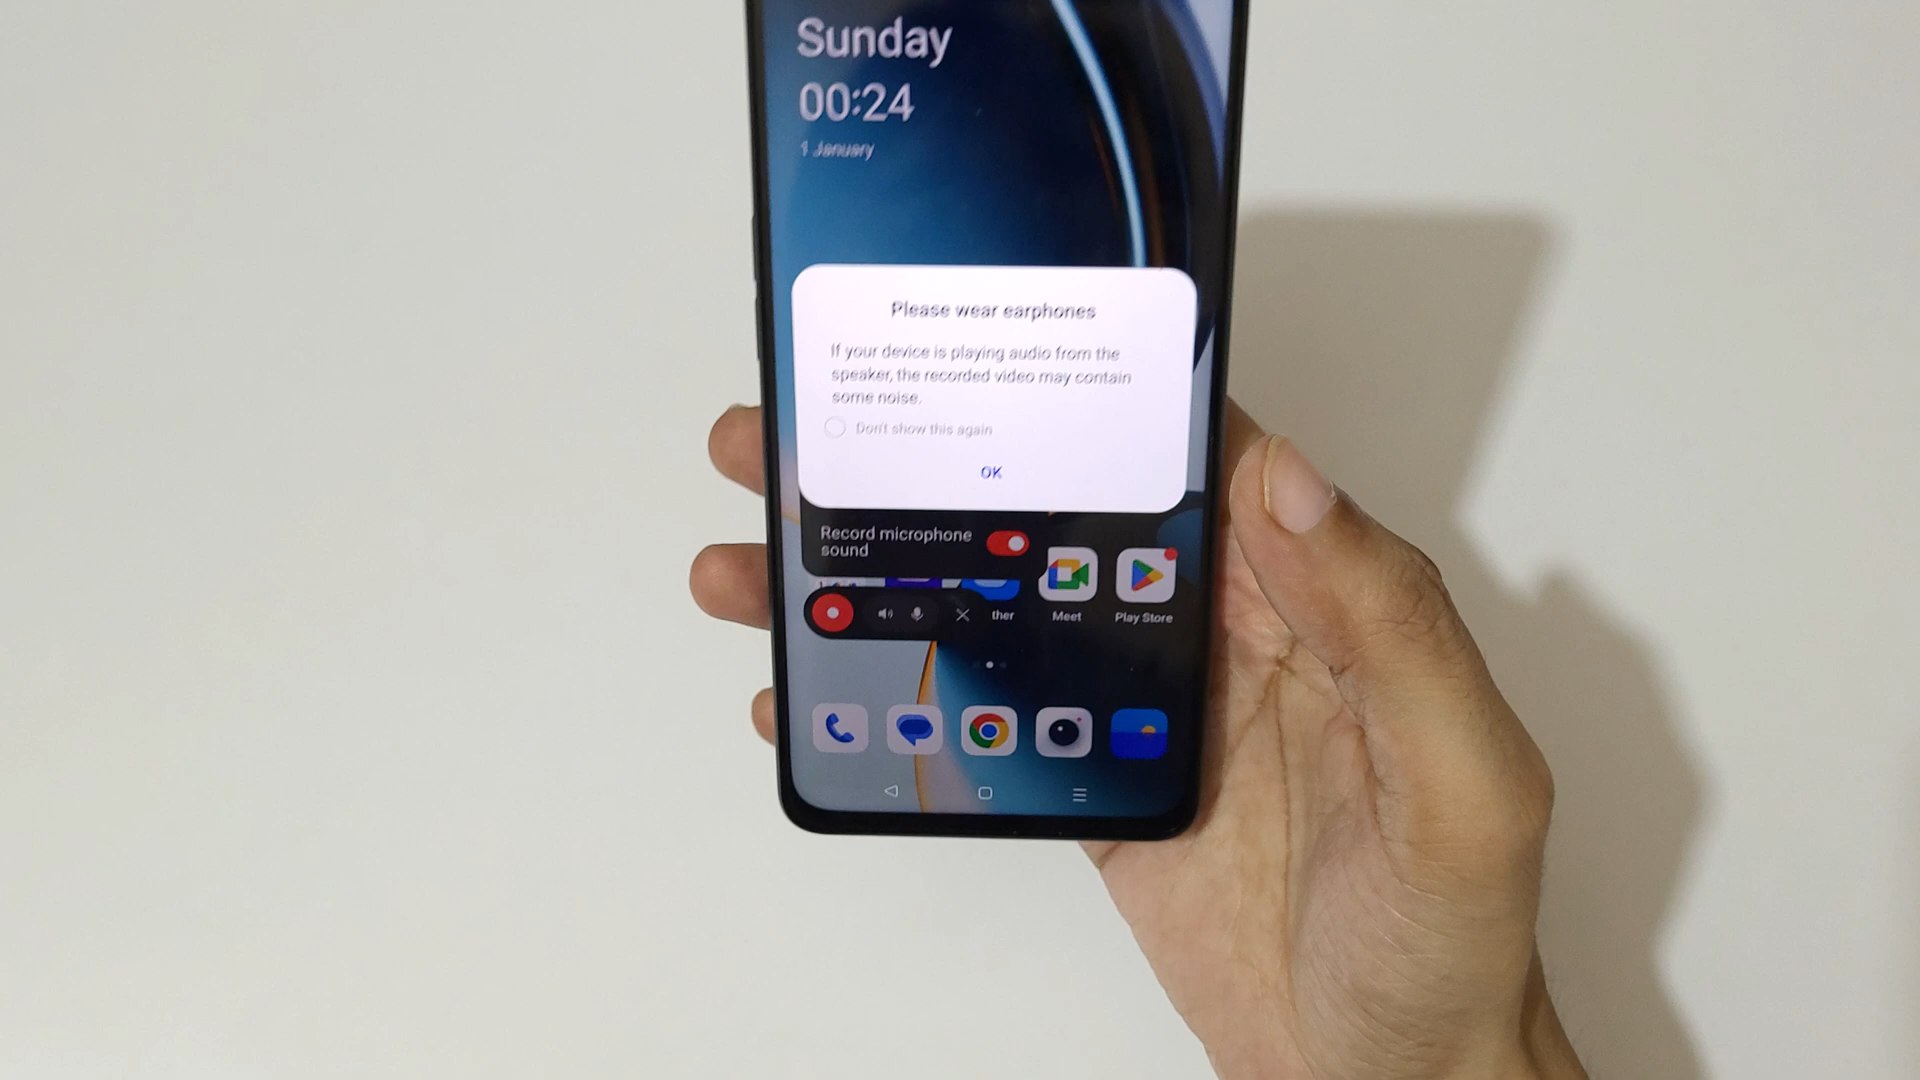 Sunday
00:24
1 January
Please wear earphones
If your device is playing audio from the
speaker, the recorded video may contain
some noise.
Don't show this again
OK
Record microphone
sound
ther
Meet
Play Store